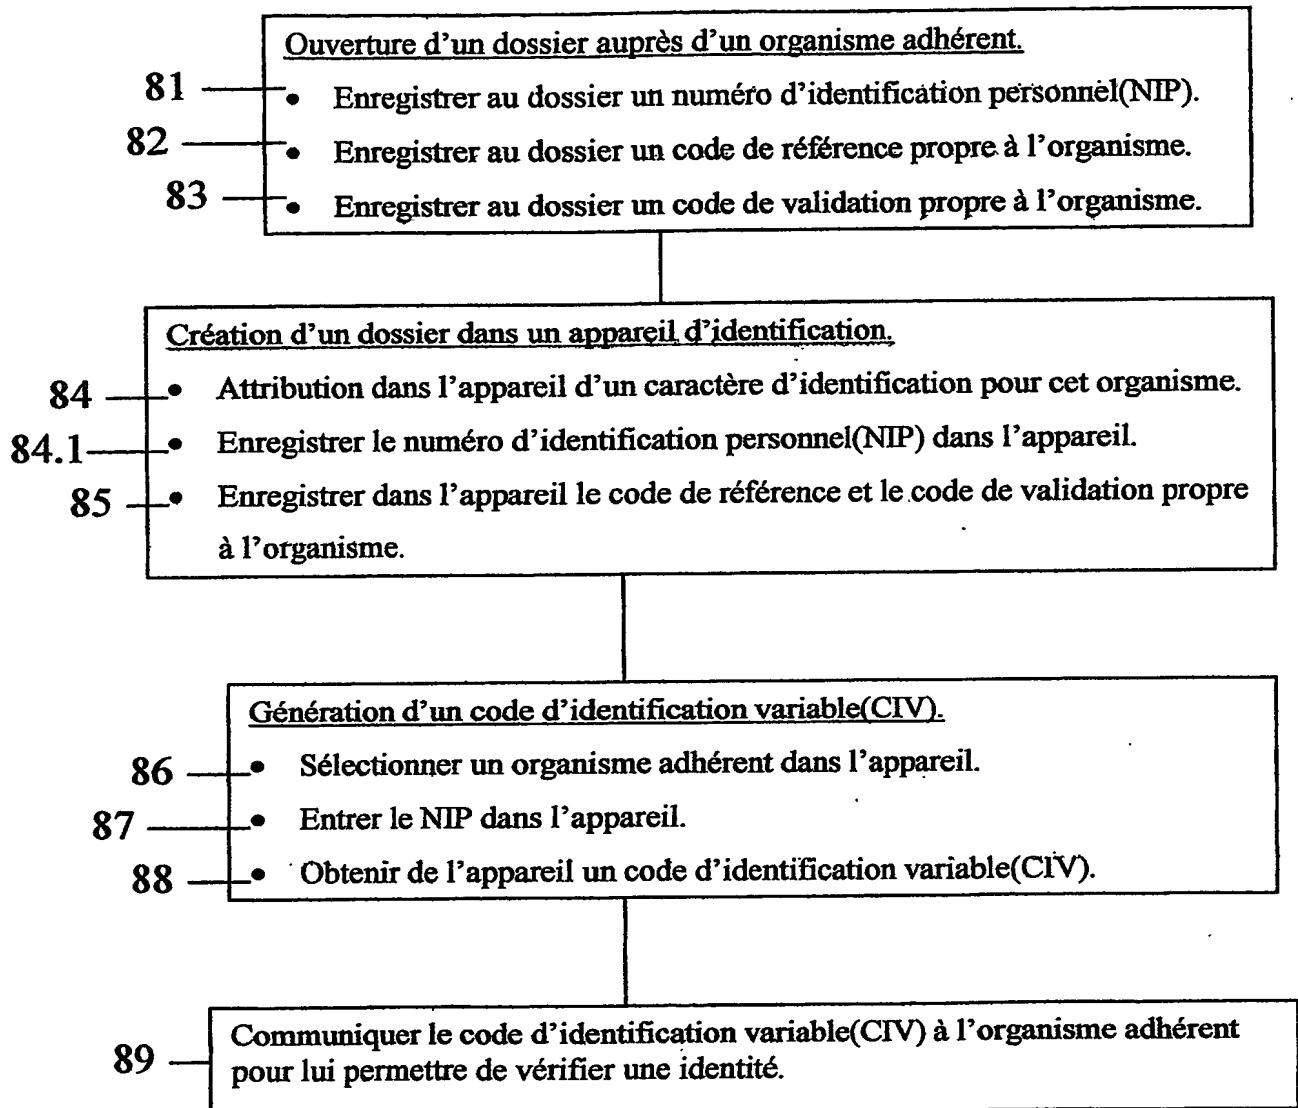 Ouverture d'un dossier auprès d'un organisme adhérent.
81 • Enregistrer au dossier un numéro d'identification personnel(NIP).
82 • Enregistrer au dossier un code de référence propre à l'organisme.
83 • Enregistrer au dossier un code de validation propre à l'organisme.
Création d'un dossier dans un appareil d'identification.
84 • Attribution dans l'appareil d'un caractère d'identification pour cet organisme.
84.1 • Enregistrer le numéro d'identification personnel(NIP) dans l'appareil.
85 • Enregistrer dans l'appareil le code de référence et le code de validation propre
à l'organisme.
Génération d'un code d'identification variable(CIV).
86 • Sélectionner un organisme adhérent dans l'appareil.
87 • Entrer le NIP dans l'appareil.
88 • Obtenir de l'appareil un code d'identification variable(CIV).
Communiquer le code d'identification variable(CIV) à l'organisme adhérent
89 pour lui permettre de vérifier une identité.